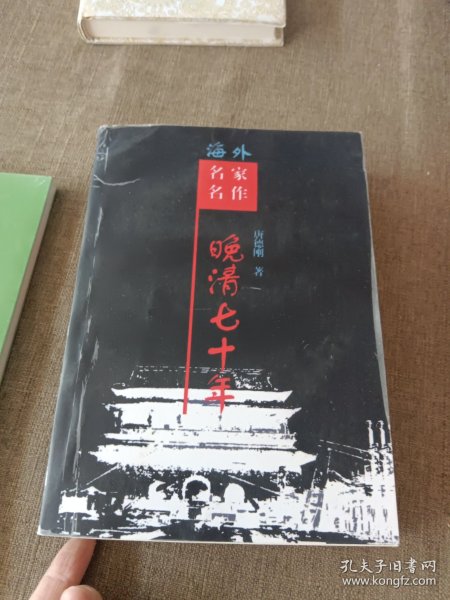 海外
名家
名作
唐德刚 著
晚清七十年
孔夫子旧书网
www.kongfz.com